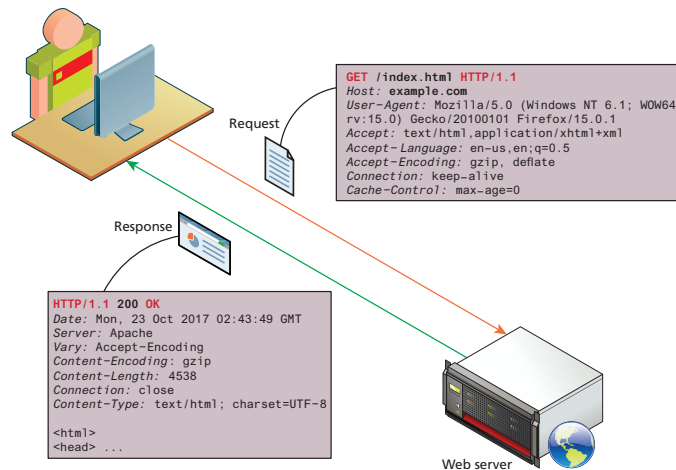 GET /index.html HTTP/1.1
Host: example.com
User-Agent: Mozilla/5.0 (Windows NT 6.1; WOW64
rv:15.0) Gecko/20100101 Firefox/15.0.1
Accept: text/html,application/xhtml+xml
Accept-Language: en-us,en;q=0.5
Accept-Encoding: gzip, deflate
Connection: keep-alive
Cache-Control: max-age=0
Request
Response
HTTP/1.1 200 OK
Date: Mon, 23 Oct 2017 02:43:49 GMT
Server: Apache
Vary: Accept-Encoding
Content-Encoding: gzip
Content-Length: 4538
Connection: close
Content-Type: text/html; charset=UTF-8
<html>
<head> ...
Web server